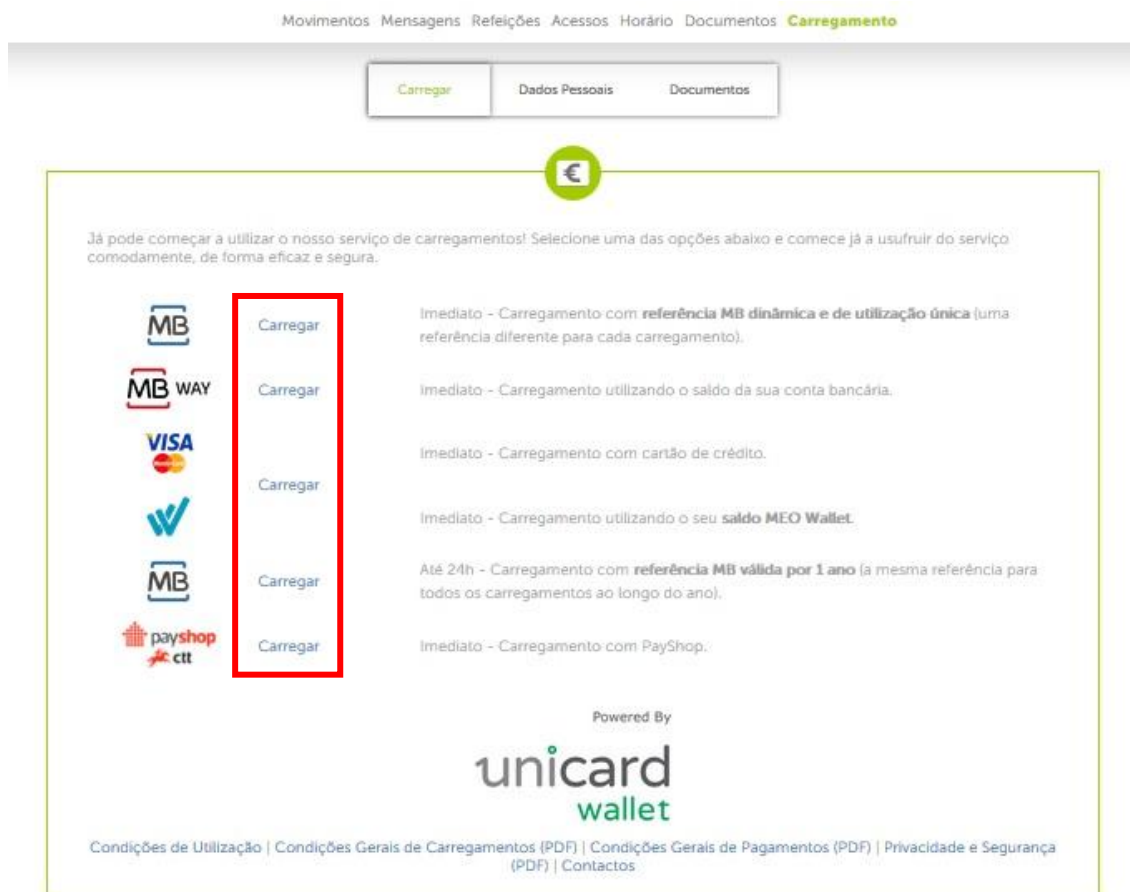 Movimentos Mensagens Refeições Acessos Horário Documentos Carregamento
Carregar Dados Pessoais Documentos
€
Já pode começar a utilizar o nosso serviço de carregamentos! Selecione uma das opções abaixo e comece já a usufruir do serviço
comodamente, de forma eficaz e segura.
MB Carregar Imediato - Carregamento com referência MB dinâmica e de utilização única (uma
referência diferente para cada carregamento).
MB WAY Carregar Imediato - Carregamento utilizando o saldo da sua conta bancária.
VISA
MasterCard
Imediato - Carregamento com cartão de crédito.
Carregar
Imediato - Carregamento utilizando o seu saldo MEO Wallet.
MB Carregar Até 24h - Carregamento com referência MB válida por 1 ano (a mesma referência para
todos os carregamentos ao longo do ano).
payshop
ctt
Carregar Imediato - Carregamento com PayShop.
Powered By
unicard
wallet
Condições de Utilização | Condições Gerais de Carregamentos (PDF) | Condições Gerais de Pagamentos (PDF) | Privacidade e Segurança
(PDF) | Contactos